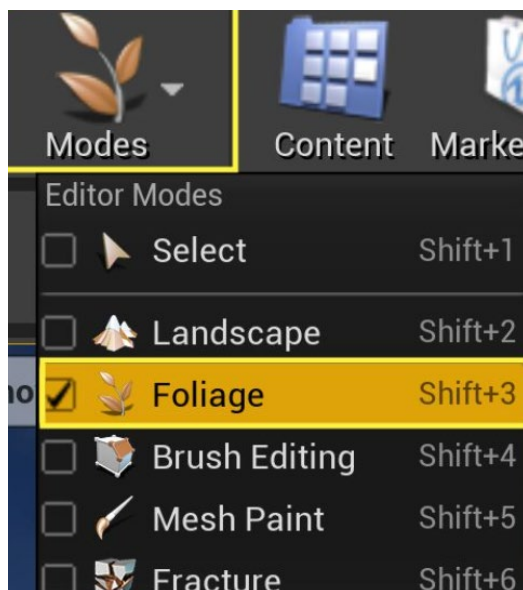 Modes Content Marke
Editor Modes
Select Shift+1
Landscape Shift+2
no
Foliage Shift+3
Brush Editing Shift+4
Mesh Paint Shift+5
Fracture Shift+6